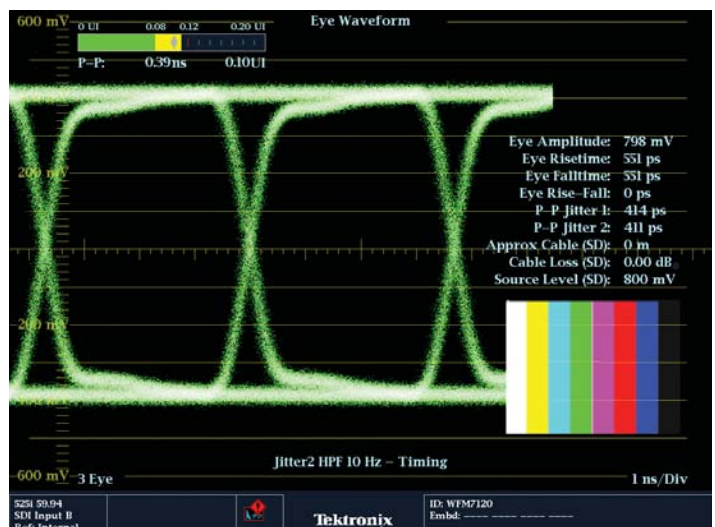 600 mV
Eye Waveform
0 UI 0.08 0.12 0.20 UI
P-P: 0.39ns 0.10UI
Eye Amplitude: 798 mV
200 mV
Eye Risetime: 551 ps
Eye Falltime: 551 ps
Eye Rise-Fall: 0 ps
P-P Jitter 1: 414 ps
P-P Jitter 2: 411 ps
Approx Cable (SD): 0 m
Cable Loss (SD): 0.00 dB
Source Level (SD): 800 mV
200 mV
Jitter2 HPF 10 Hz - Timing
600 mV
3 Eye
1 ns/Div
525i 59.94
SDI Input B
Ref: Internal
Tektronix
ID: WFM7120
Embd: ---- ---- ---- ----